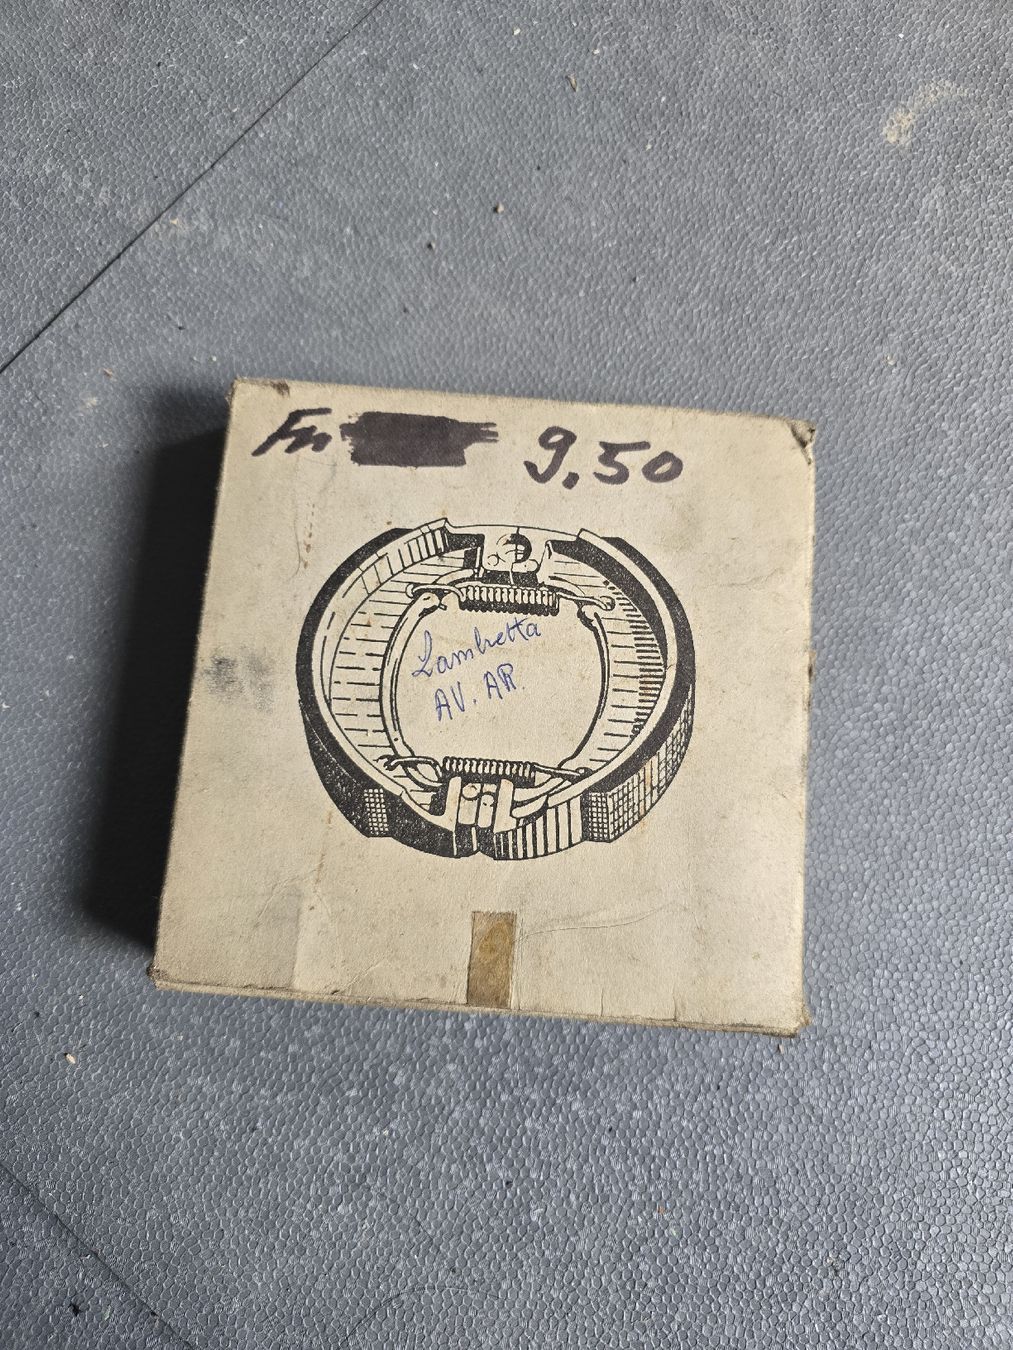 Fr. 9,50
Lambretta
AV. AR.